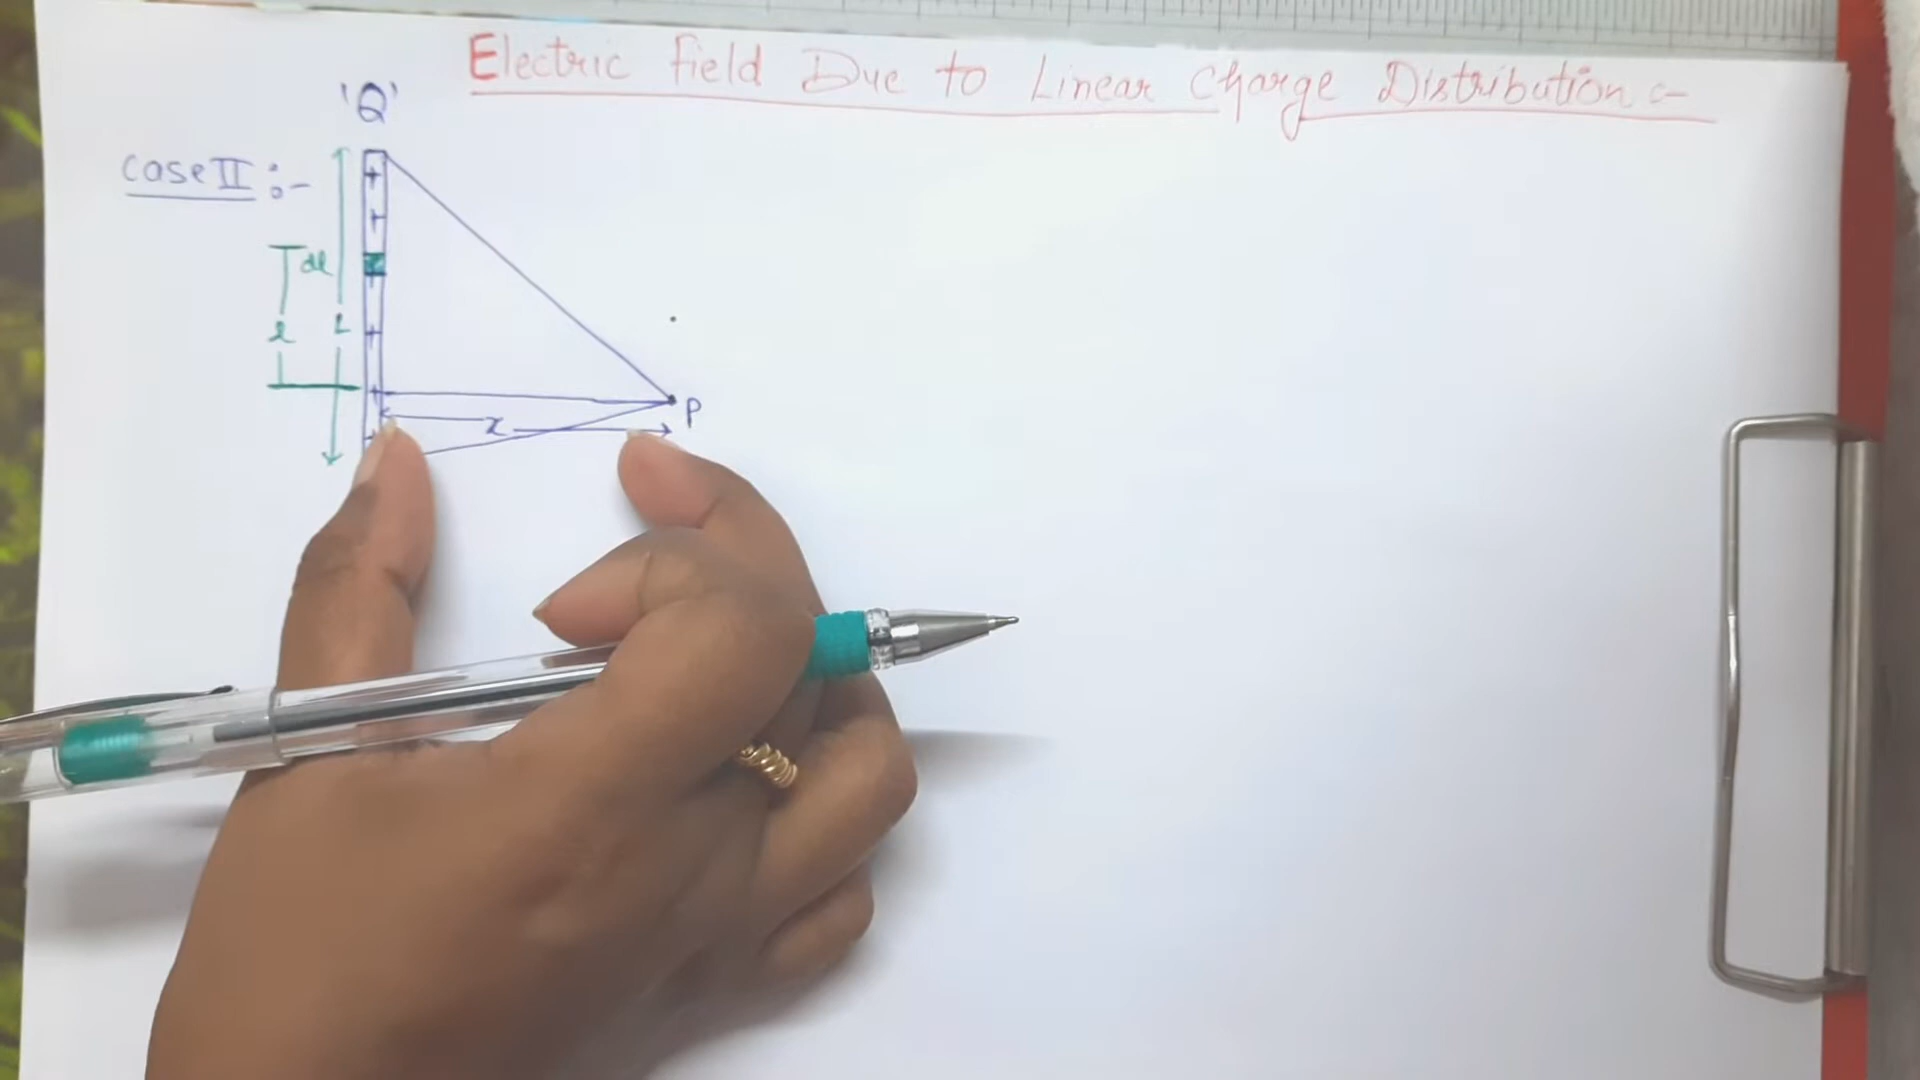 Electric field Due to Linear Charge Distribution :-
'Q'
Case II :-
dl
l
L
x
P